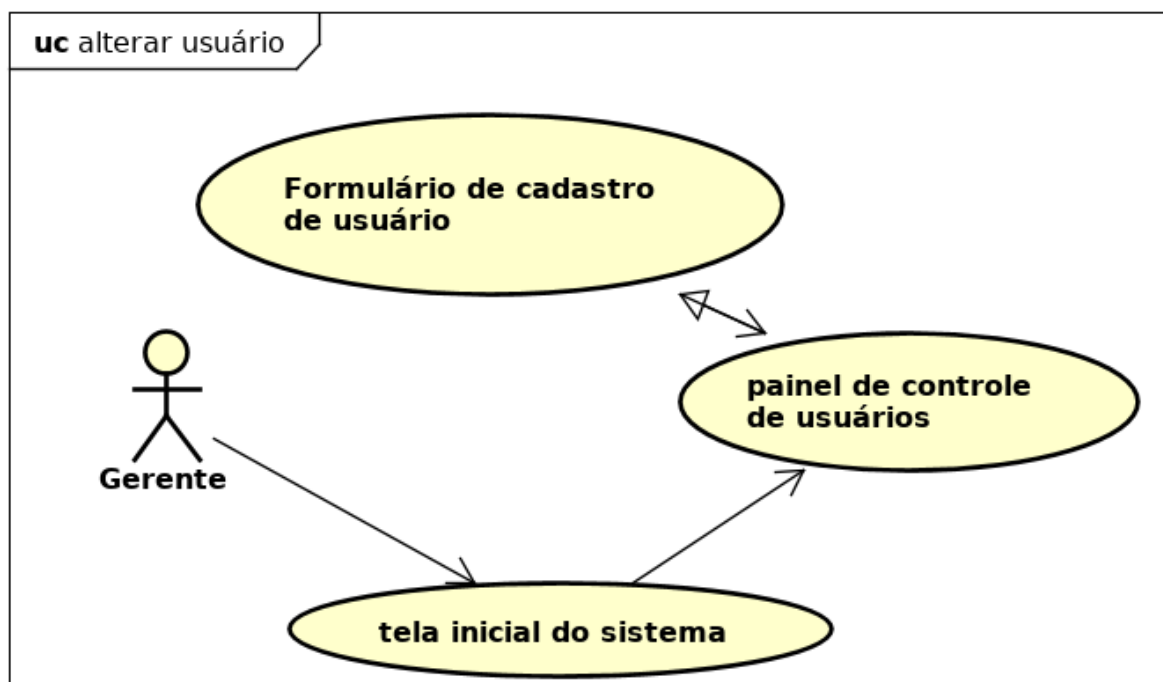 uc alterar usuário
Formulário de cadastro
de usuário
painel de controle
de usuários
Gerente
tela inicial do sistema